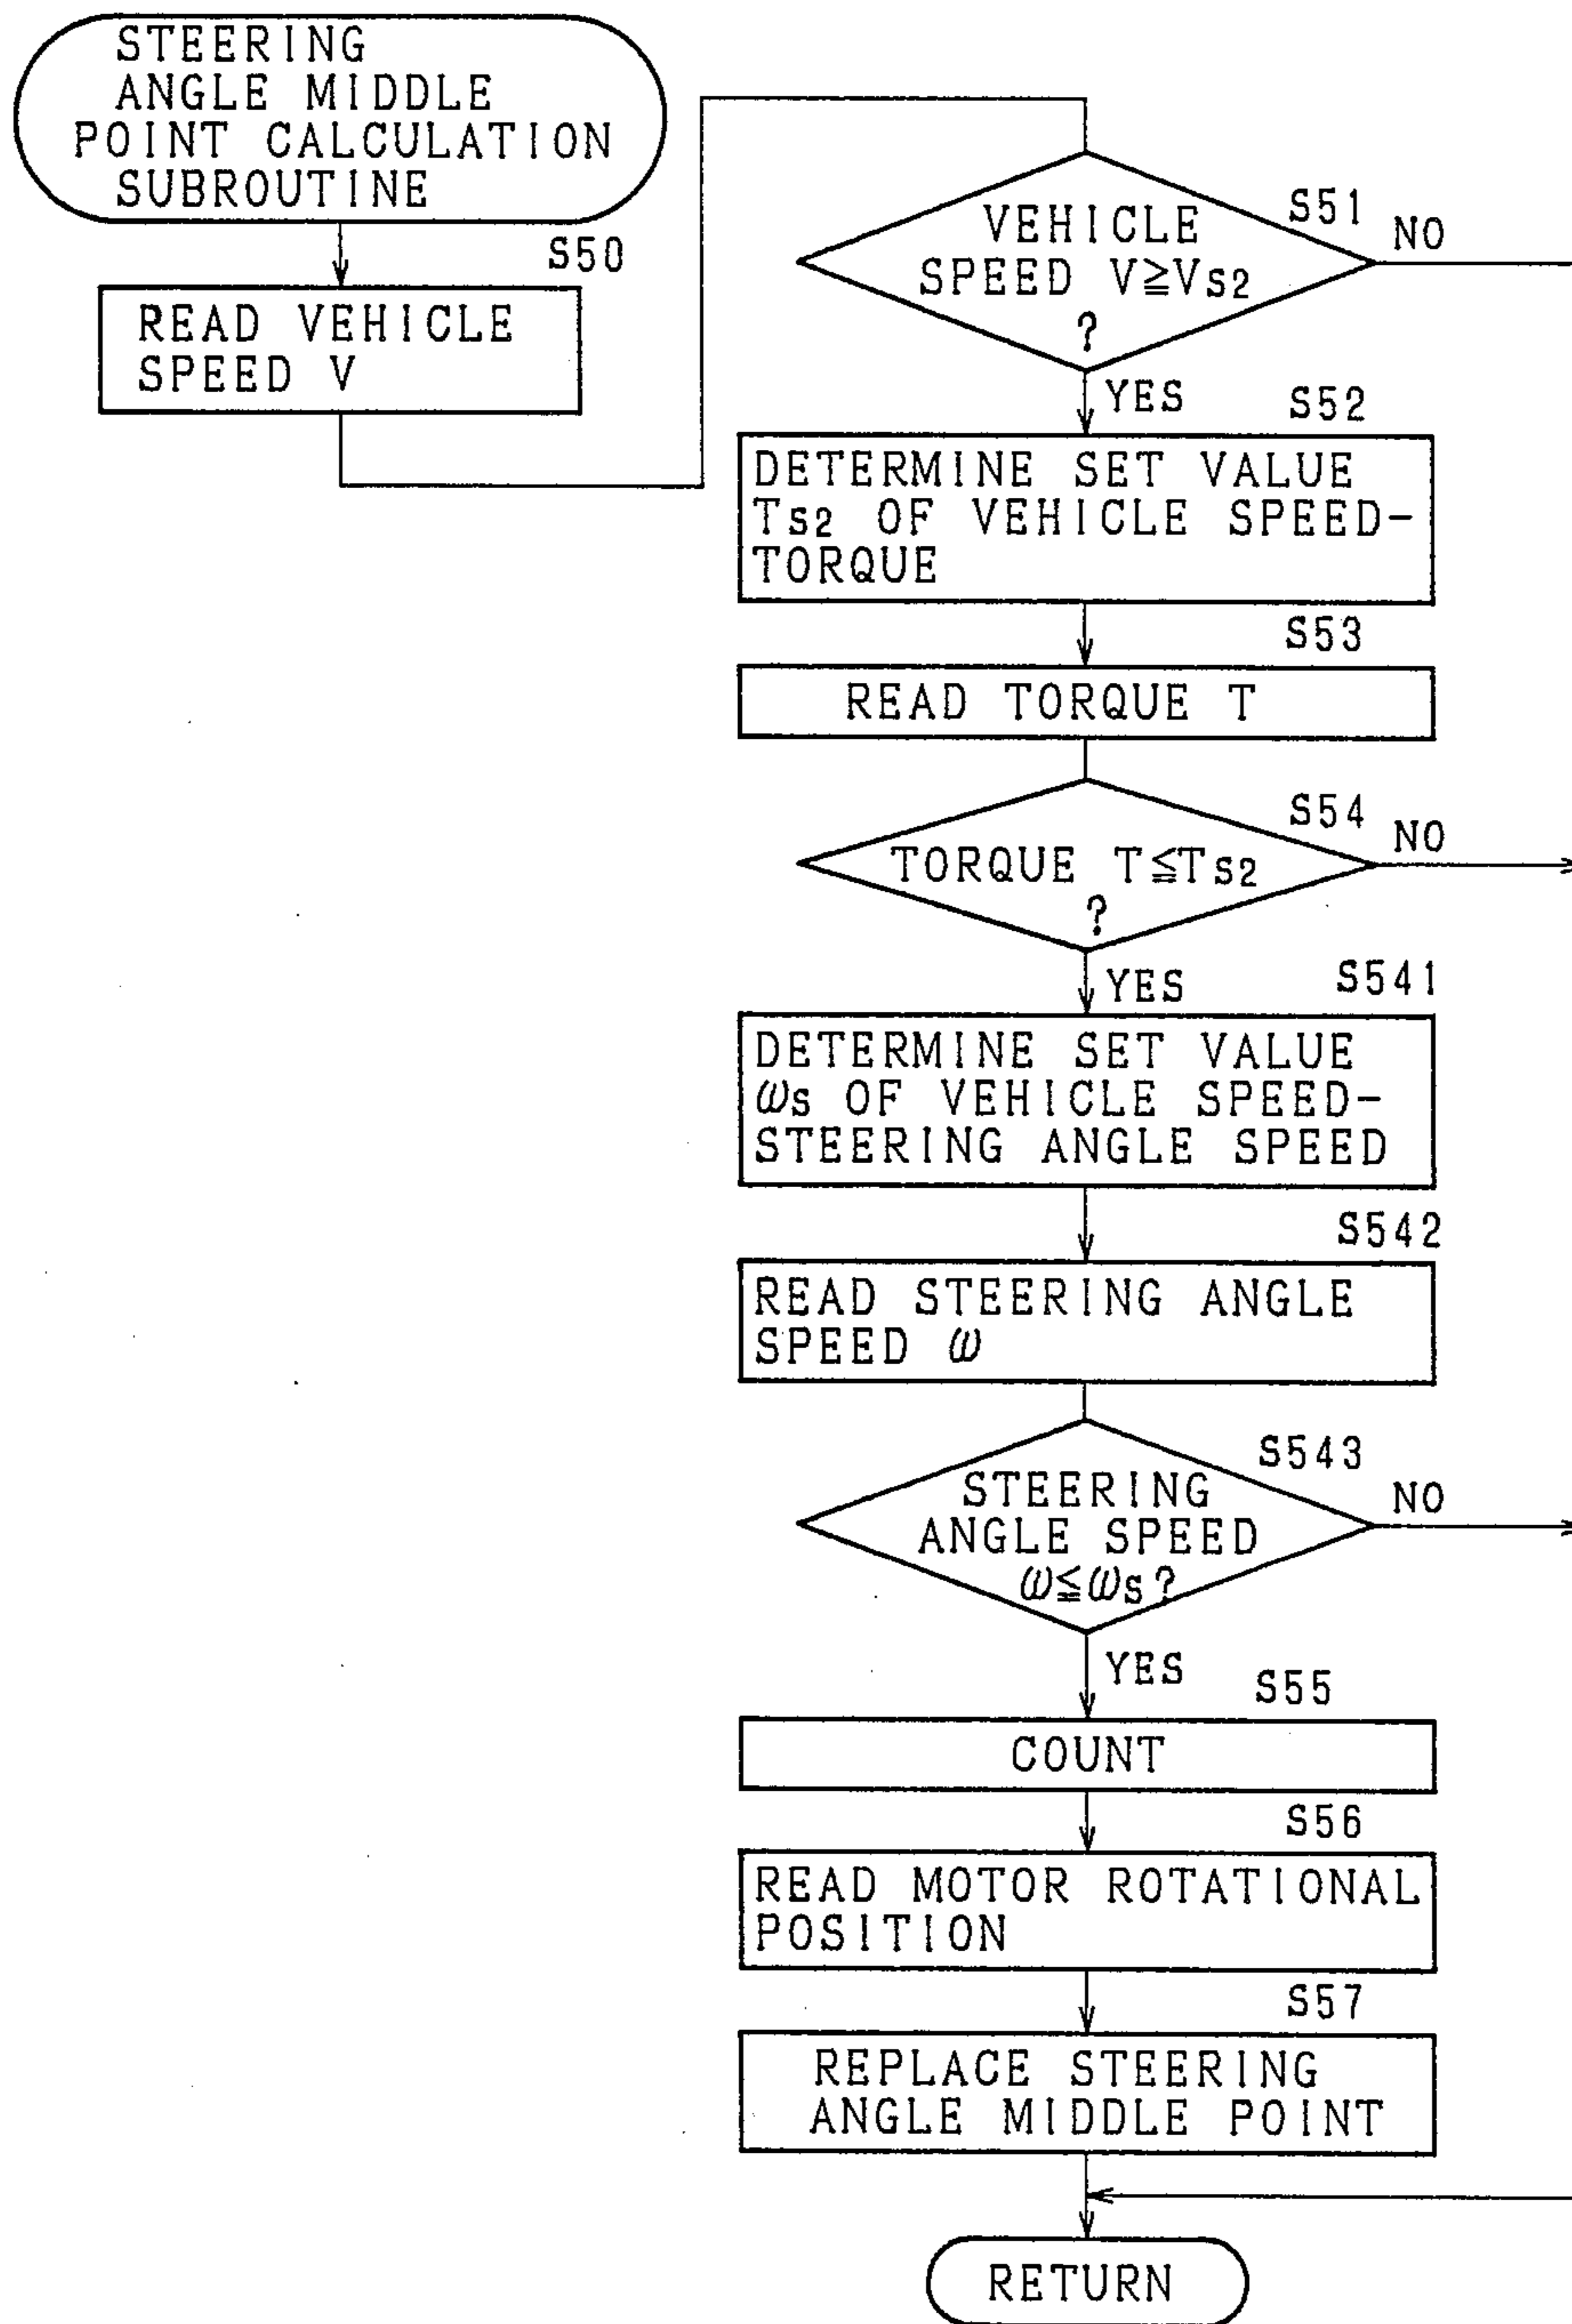 STEERING
ANGLE MIDDLE
POINT CALCULATION
SUBROUTINE
S50
READ VEHICLE
SPEED V
S51
VEHICLE
SPEED V≧Vs2
?
NO
YES
S52
DETERMINE SET VALUE
Ts2 OF VEHICLE SPEED-
TORQUE
S53
READ TORQUE T
S54
TORQUE T≦Ts2
?
NO
YES
S541
DETERMINE SET VALUE
ωs OF VEHICLE SPEED-
STEERING ANGLE SPEED
S542
READ STEERING ANGLE
SPEED ω
S543
STEERING
ANGLE SPEED
ω≦ωs?
NO
YES
S55
COUNT
S56
READ MOTOR ROTATIONAL
POSITION
S57
REPLACE STEERING
ANGLE MIDDLE POINT
RETURN